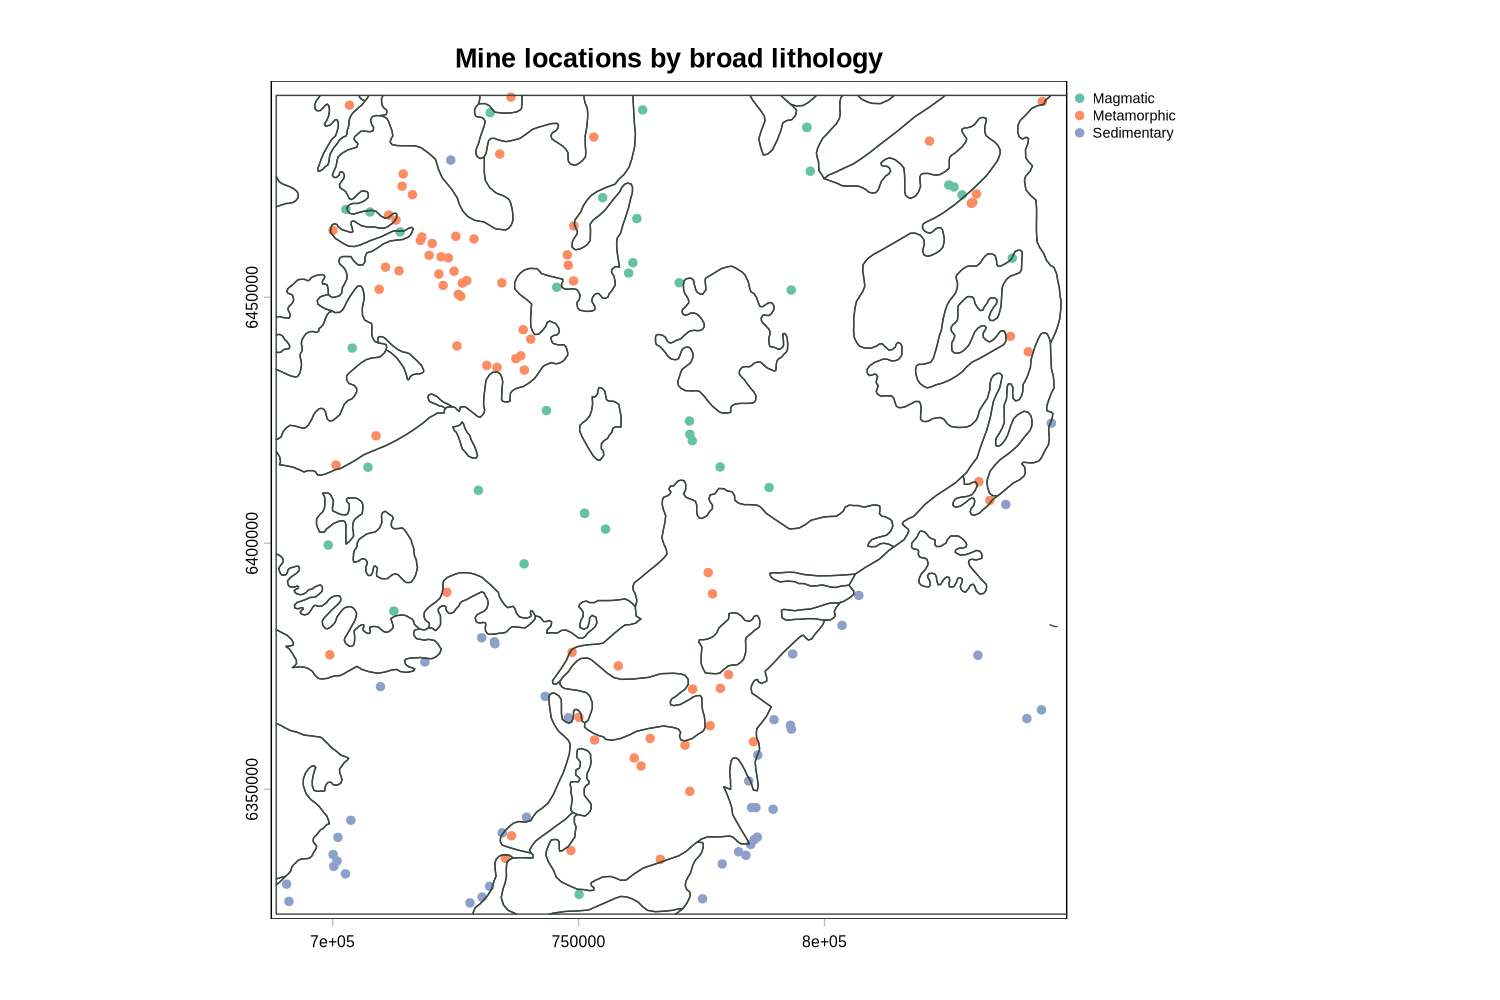 Mine locations by broad lithology
Magmatic
Metamorphic
Sedimentary
6450000
6400000
6350000
7e+05
750000
8e+05